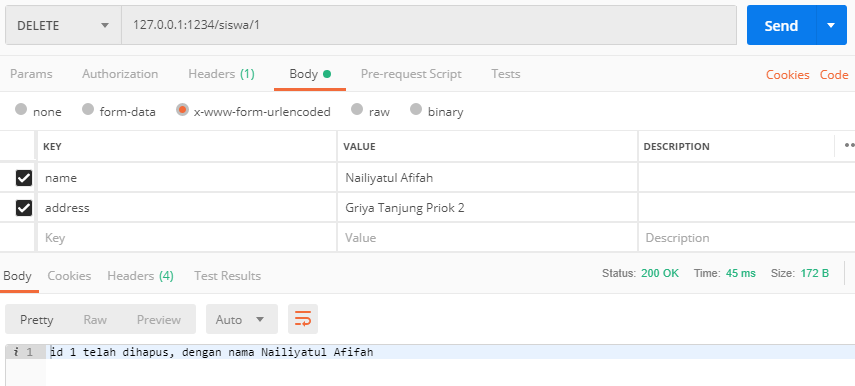 DELETE 127.0.0.1:1234/siswa/1 Send
Params Authorization Headers (1) Body Pre-request Script Tests Cookies Code
none form-data x-www-form-urlencoded raw binary
KEY VALUE DESCRIPTION
name Nailiyatul Afifah
address Griya Tanjung Priok 2
Key Value Description
Body Cookies Headers (4) Test Results Status: 200 OK Time: 45 ms Size: 172 B
Pretty Raw Preview Auto
i 1 id 1 telah dihapus, dengan nama Nailiyatul Afifah